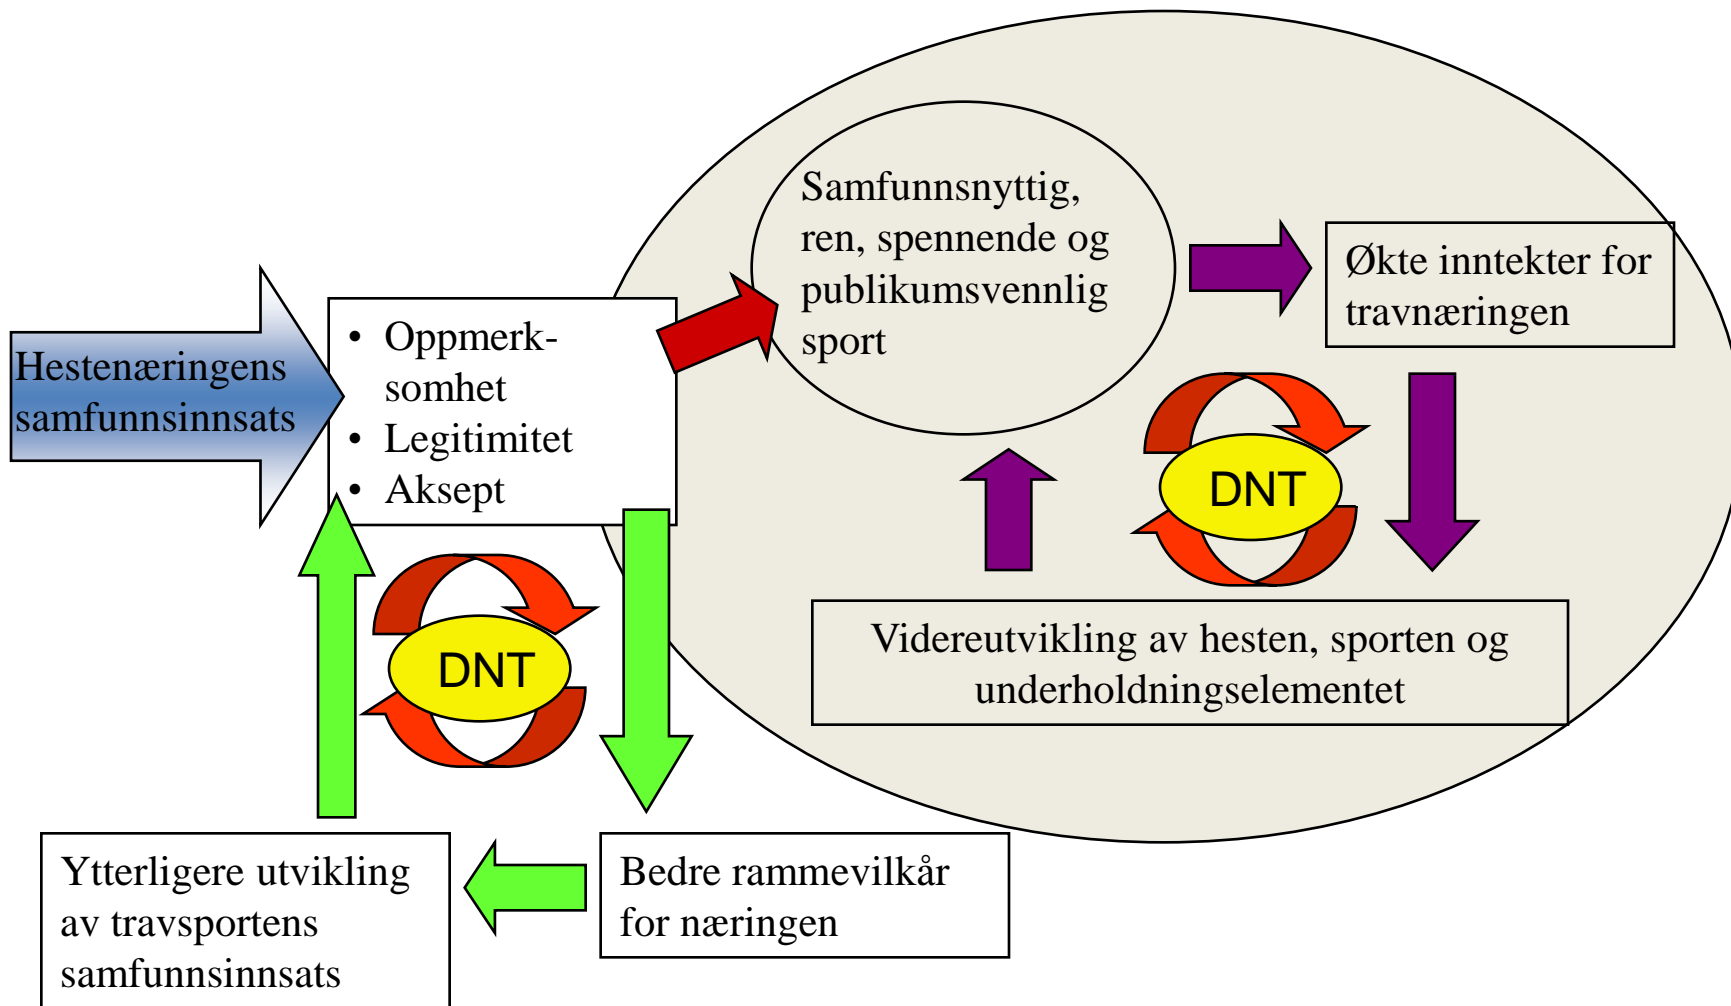 Hestenæringens
samfunnsinnsats
• Oppmerk-
somhet
• Legitimitet
• Aksept
Samfunnsnyttig,
ren, spennende og
publikumsvennlig
sport
Økte inntekter for
travnæringen
DNT
Videreutvikling av hesten, sporten og
underholdningselementet
DNT
Bedre rammevilkår
for næringen
Ytterligere utvikling
av travsportens
samfunnsinnsats